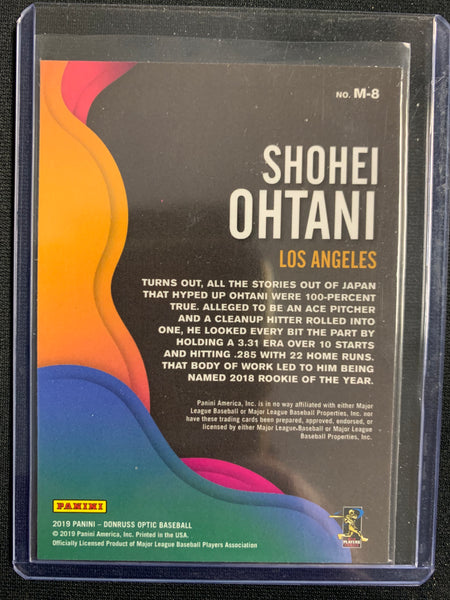 NO. M-8
SHOHEI
OHTANI
LOS ANGELES
TURNS OUT, ALL THE STORIES OUT OF JAPAN
THAT HYPED UP OHTANI WERE 100-PERCENT
TRUE. ALLEGED TO BE AN ACE PITCHER
AND A CLEANUP HITTER ROLLED INTO
ONE, HE LOOKED EVERY BIT THE PART BY
HOLDING A 3.31 ERA OVER 10 STARTS
AND HITTING .285 WITH 22 HOME RUNS.
THAT BODY OF WORK LED TO HIM BEING
NAMED 2018 ROOKIE OF THE YEAR.
Panini America, Inc. is in no way affiliated with either Major
League Baseball or Major League Baseball Properties, Inc. nor
have these trading cards been prepared, approved, endorsed, or
licensed by either Major League Baseball or Major League
Baseball Properties, Inc.
PANINI
2019 PANINI – DONRUSS OPTIC BASEBALL
© 2019 Panini America, Inc. Printed in the USA.
Officially Licensed Product of Major League Baseball Players Association